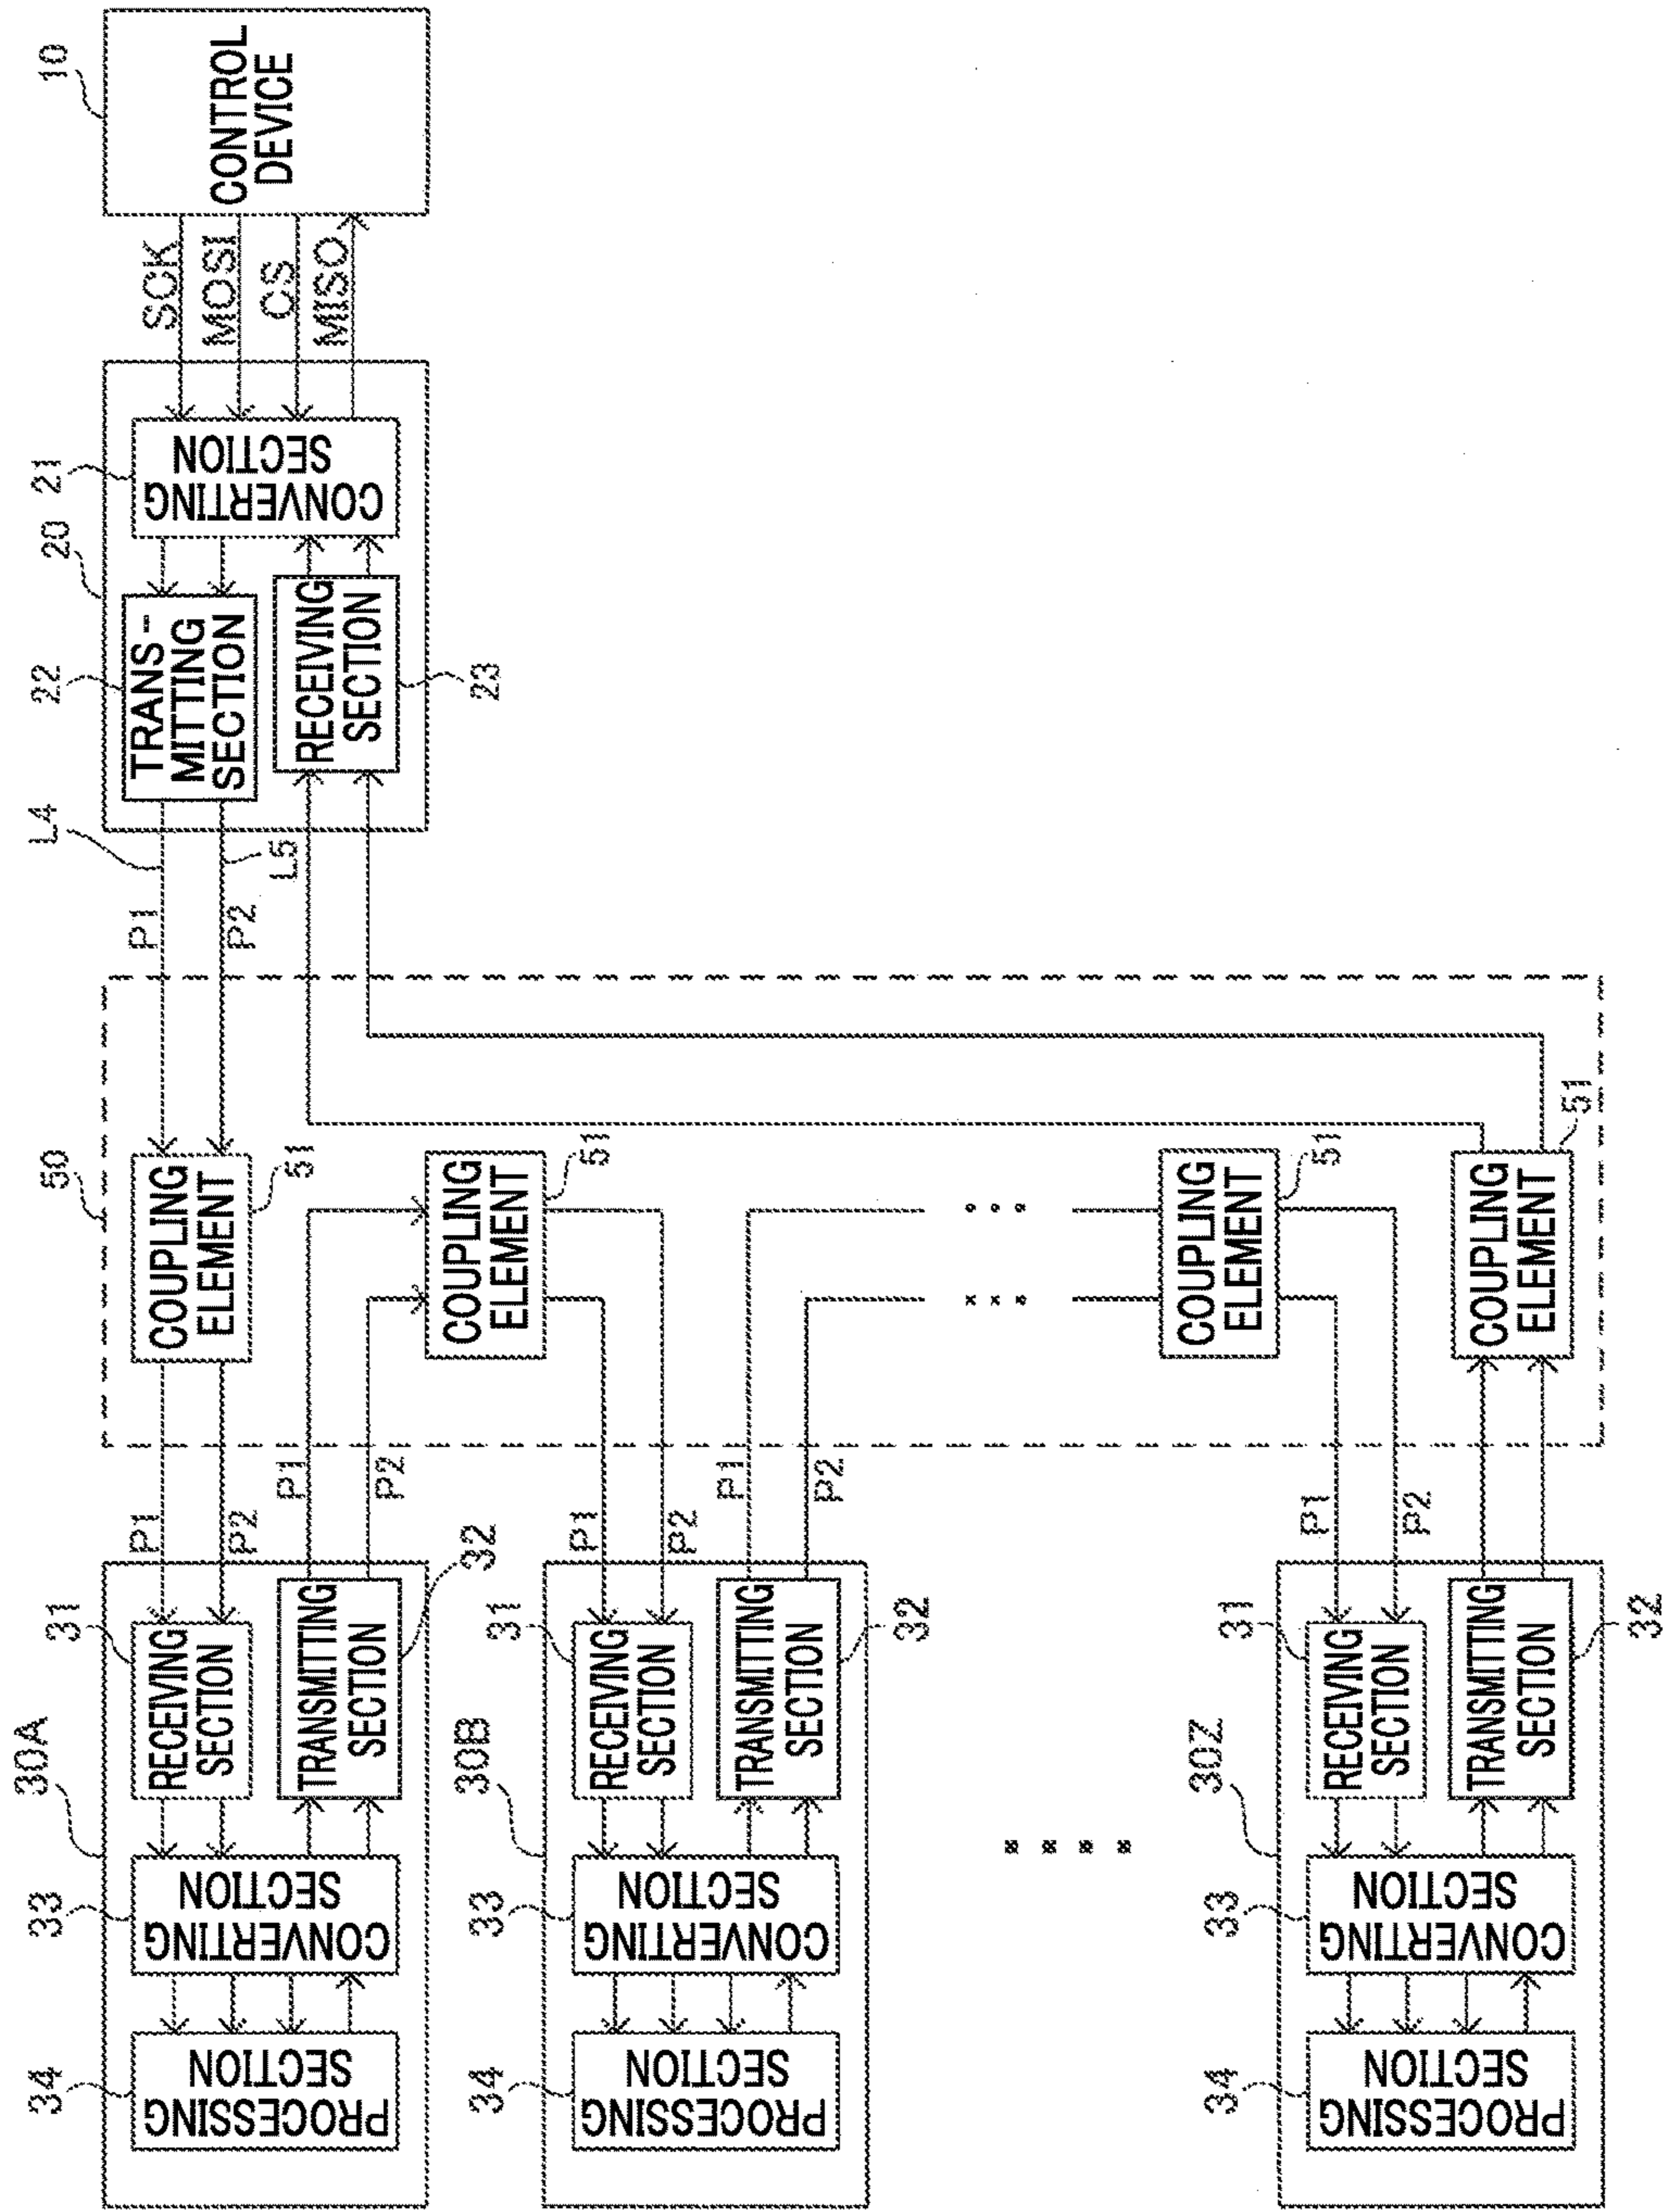 10
CONTROL
DEVICE
SCK
MOSI
CS
MISO
20
21
CONVERTING
SECTION
22
TRANS-
MITTING
SECTION
RECEIVING
SECTION
23
L4
L5
P1
P2
50
COUPLING
ELEMENT
51
COUPLING
ELEMENT
51
COUPLING
ELEMENT
51
COUPLING
ELEMENT
51
P1
P2
P1
P2
P1
P2
P1
P2
P1
P2
30A
31
RECEIVING
SECTION
TRANSMITTING
SECTION
32
33
CONVERTING
SECTION
34
PROCESSING
SECTION
30B
31
RECEIVING
SECTION
TRANSMITTING
SECTION
32
33
CONVERTING
SECTION
34
PROCESSING
SECTION
30Z
31
RECEIVING
SECTION
TRANSMITTING
SECTION
32
33
CONVERTING
SECTION
34
PROCESSING
SECTION